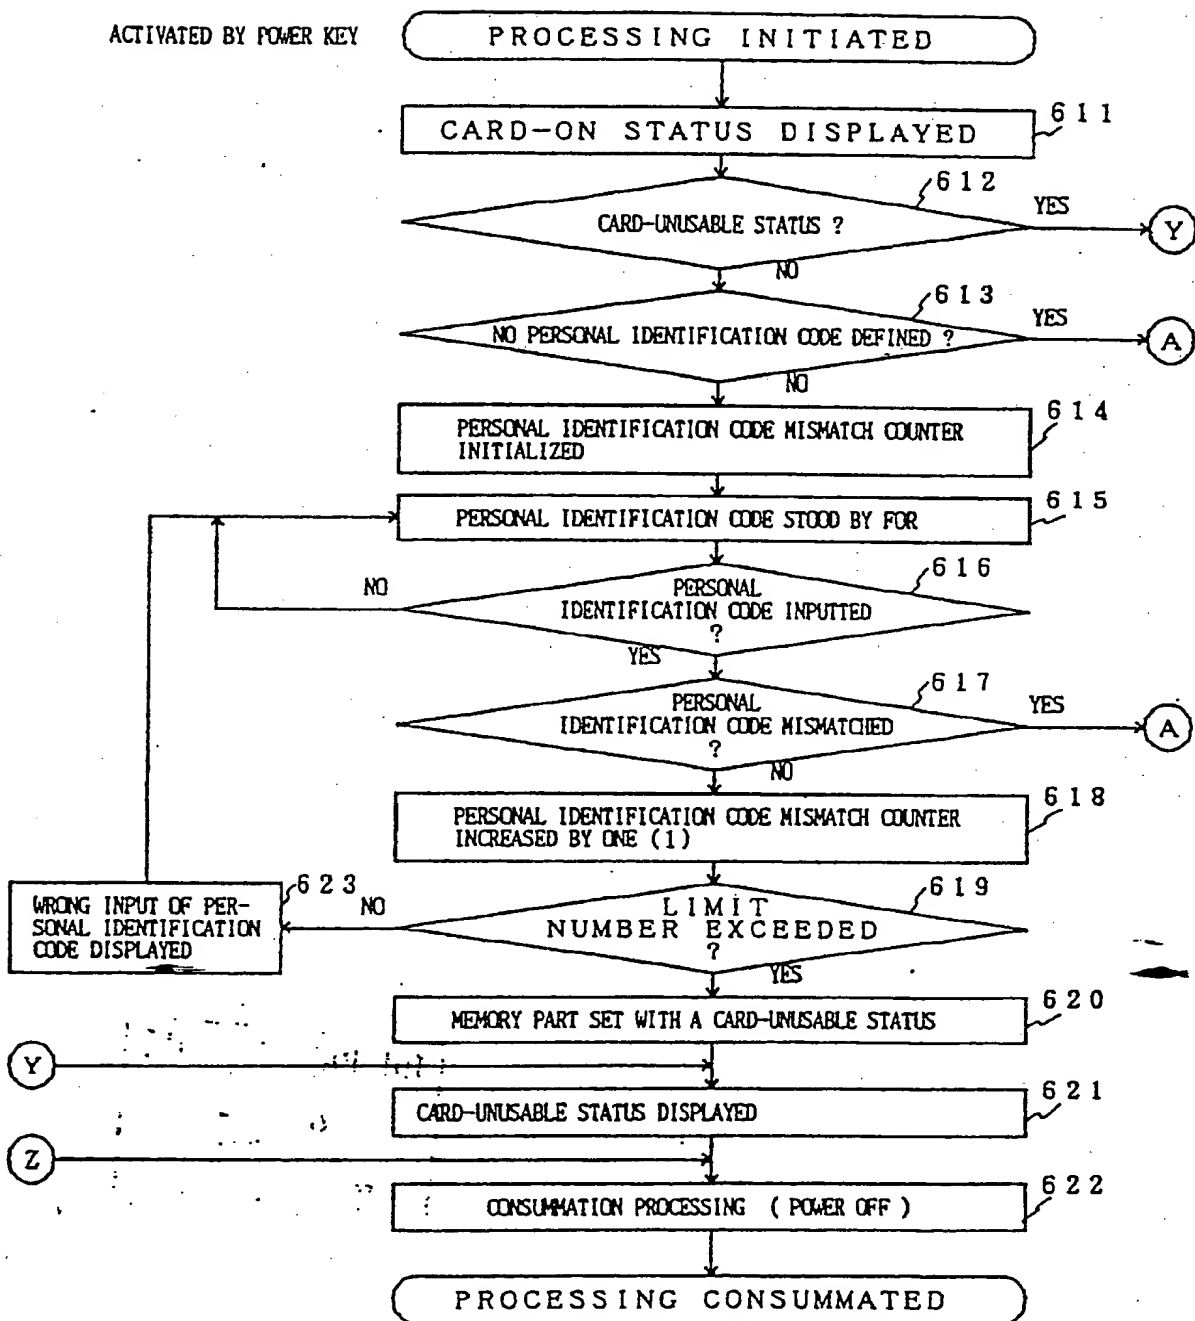 ACTIVATED BY POWER KEY
PROCESSING INITIATED
CARD-ON STATUS DISPLAYED
611
612
CARD-UNUSABLE STATUS ?
YES
Y
NO
613
NO PERSONAL IDENTIFICATION CODE DEFINED ?
YES
A
NO
614
PERSONAL IDENTIFICATION CODE MISMATCH COUNTER
INITIALIZED
615
PERSONAL IDENTIFICATION CODE STOOD BY FOR
616
NO
PERSONAL
IDENTIFICATION CODE INPUTTED
?
YES
617
PERSONAL
IDENTIFICATION CODE MISMATCHED
?
YES
A
NO
618
PERSONAL IDENTIFICATION CODE MISMATCH COUNTER
INCREASED BY ONE (1)
623
WRONG INPUT OF PER-
SONAL IDENTIFICATION
CODE DISPLAYED
NO
619
LIMIT
NUMBER EXCEEDED
?
YES
620
MEMORY PART SET WITH A CARD-UNUSABLE STATUS
Y
621
CARD-UNUSABLE STATUS DISPLAYED
Z
622
CONSUMMATION PROCESSING ( POWER OFF )
PROCESSING CONSUMMATED